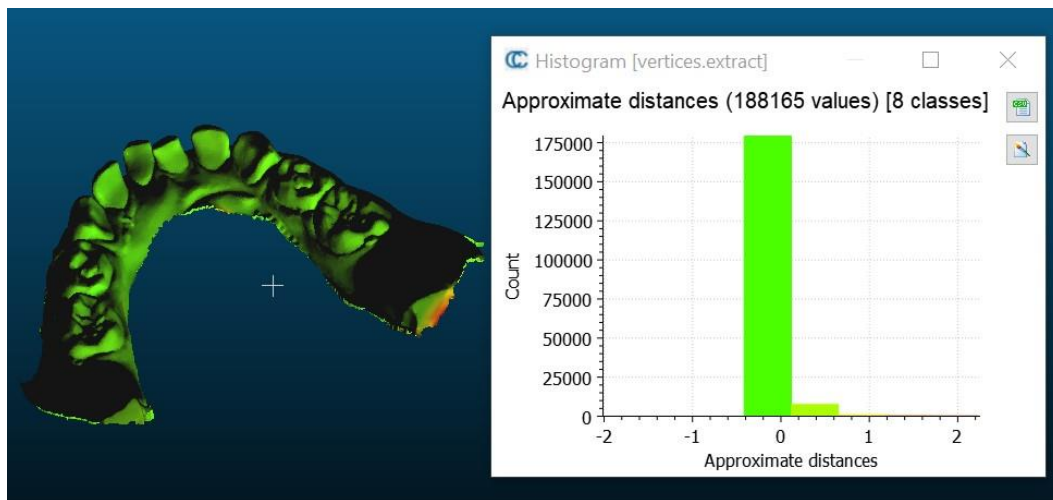 Histogram [vertices.extract]
Approximate distances (188165 values) [8 classes]
175000
150000
125000
100000
75000
50000
25000
0
Count
-2 -1 0 1 2
Approximate distances